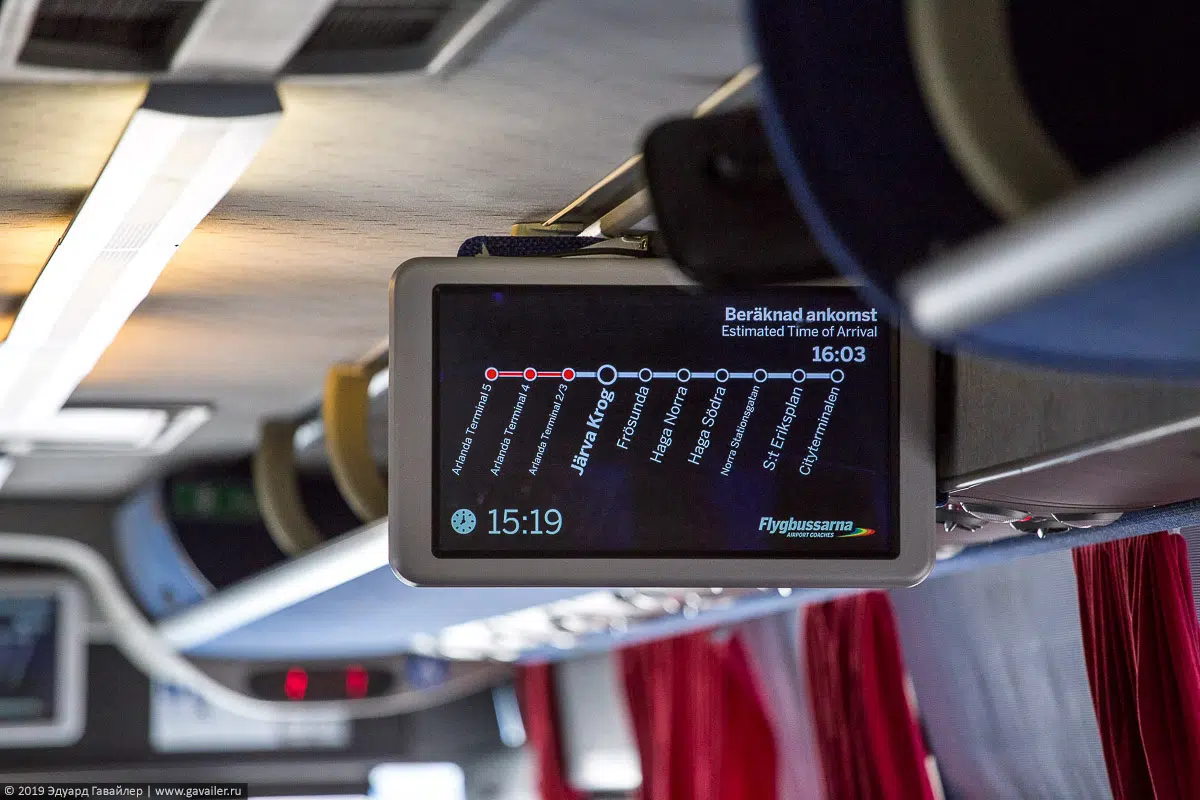 Beräknad ankomst
Estimated Time of Arrival
16:03
Arlanda Terminal 5
Arlanda Terminal 4
Arlanda Terminal 2/3
Järva Krog
Frösunda
Haga Norra
Haga Södra
Norra Stationsgatan
S:t Eriksplan
Cityterminalen
15:19
Flygbussarna
AIRPORT COACHES
© 2019 Эдуард Гавайлер | www.gavailer.ru